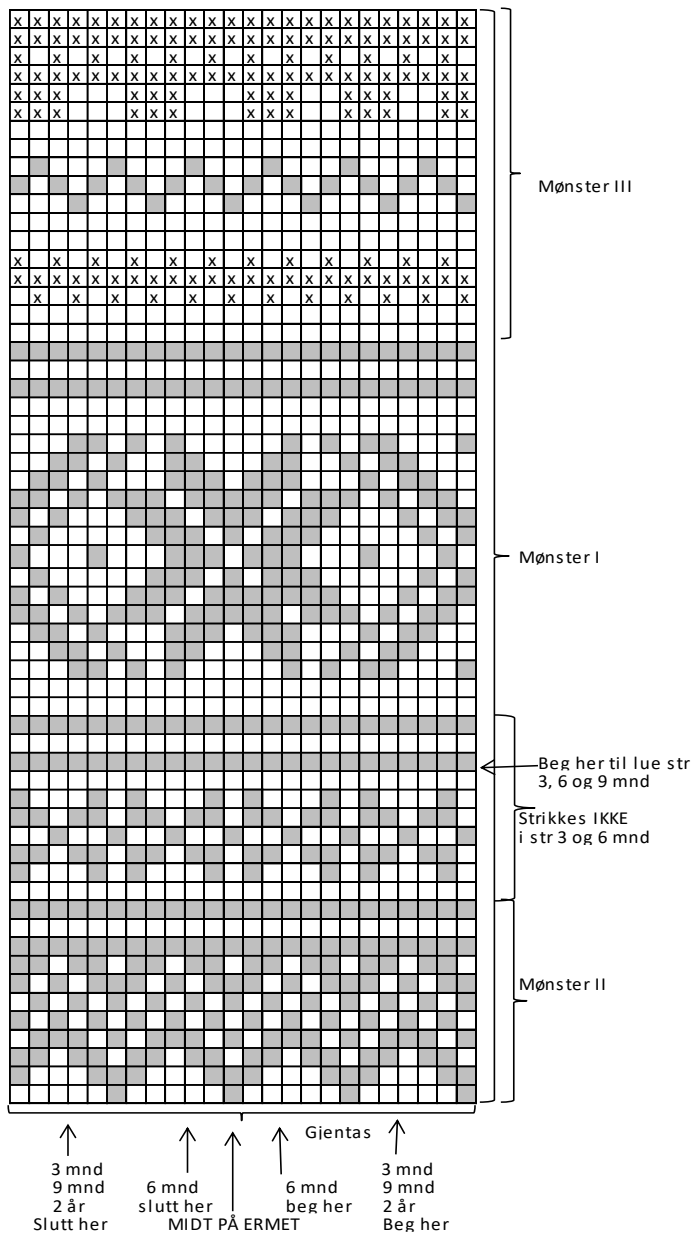 x x x x x x x x x x x x x x x x x x x x x x x x
x x x x x x x x x x x x x x x x x x x x x x x x
x x x x x x x x x x x x
x x x x x x x x x x x x x x x x x x x x x x x x
x x x x x x x x x x x x x x
x x x x x x x x x x x x x x
Mønster III
x x x x x x x x x x x x
x x x x x x x x x x x x x x x x x x x x x x x x
x x x x x x x x x x x x
Mønster I
Beg her til lue str
3, 6 og 9 mnd
Strikkes IKKE
i str 3 og 6 mnd
Mønster II
Gjentas
3 mnd
9 mnd
2 år
Slutt her
6 mnd
slutt her
MIDT PÅ ERMET
6 mnd
beg her
3 mnd
9 mnd
2 år
Beg her